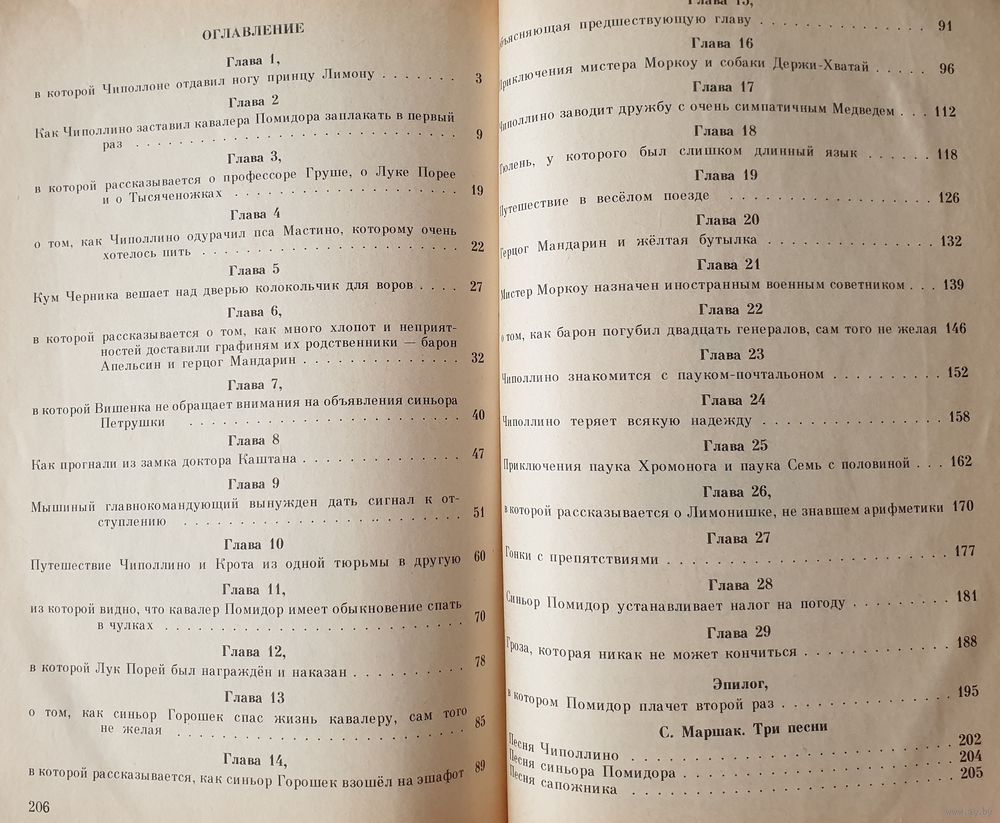 ОГЛАВЛЕНИЕ
Глава 1,
в которой Чиполлоне отдавил ногу принцу Лимону . . . . . . . 3
Глава 2
Как Чиполлино заставил кавалера Помидора заплакать в первый
раз . . . . . . . . . . . . . . . . . . . . . . . . 9
Глава 3,
в которой рассказывается о профессоре Груше, о Луке Порее
и о Тысяченожках . . . . . . . . . . . . . . . . . 19
Глава 4
о том, как Чиполлино одурачил пса Мастино, которому очень
хотелось пить . . . . . . . . . . . . . . . . . . . 22
Глава 5
Кум Черника вешает над дверью колокольчик для воров . . . . 27
Глава 6,
в которой рассказывается о том, как много хлопот и неприят-
ностей доставили графиням их родственники — барон
Апельсин и герцог Мандарин . . . . . . . . . . . . 32
Глава 7,
в которой Вишенка не обращает внимания на объявления синьора
Петрушки . . . . . . . . . . . . . . . . . . . . . 40
Глава 8
Как прогнали из замка доктора Каштана . . . . . . . . . . . . 47
Глава 9
Мышиный главнокомандующий вынужден дать сигнал к от-
ступлению . . . . . . . . . . . . . . . . . . . . . 51
Глава 10
Путешествие Чиполлино и Крота из одной тюрьмы в другую 60
Глава 11,
из которой видно, что кавалер Помидор имеет обыкновение спать
в чулках . . . . . . . . . . . . . . . . . . . . . . 70
Глава 12,
в которой Лук Порей был награждён и наказан . . . . . . . . . 78
Глава 13
о том, как синьор Горошек спас жизнь кавалеру, сам того
не желая . . . . . . . . . . . . . . . . . . . . . . 85
Глава 14,
в которой рассказывается, как синьор Горошек взошёл на эшафот 89
206
Глава 15,
объясняющая предшествующую главу . . . . . . . . . . . . . 91
Глава 16
Приключения мистера Моркоу и собаки Держи-Хватай . . . . . 96
Глава 17
Чиполлино заводит дружбу с очень симпатичным Медведем . . . 112
Глава 18
Тюлень, у которого был слишком длинный язык . . . . . . 118
Глава 19
Путешествие в весёлом поезде . . . . . . . . . . . . . . . 126
Глава 20
Герцог Мандарин и жёлтая бутылка . . . . . . . . . . . . . 132
Глава 21
Мистер Моркоу назначен иностранным военным советником . . . 139
Глава 22
о том, как барон погубил двадцать генералов, сам того не желая 146
Глава 23
Чиполлино знакомится с пауком-почтальоном . . . . . . . . . 152
Глава 24
Чиполлино теряет всякую надежду . . . . . . . . . . . . . . 158
Глава 25
Приключения паука Хромонога и паука Семь с половиной . . . 162
Глава 26,
в которой рассказывается о Лимонишке, не знавшем арифметики 170
Глава 27
Гонки с препятствиями . . . . . . . . . . . . . . . . . . . 177
Глава 28
Синьор Помидор устанавливает налог на погоду . . . . . . . . 181
Глава 29
Гроза, которая никак не может кончиться . . . . . . . . . . . 188
Эпилог,
в котором Помидор плачет второй раз . . . . . . . . . . . . . 195
С. Маршак. Три песни
Песня Чиполлино . . . . . . . . . . . . . . . . . . . . . 202
Песня синьора Помидора . . . . . . . . . . . . . . . . . . 204
Песня сапожника . . . . . . . . . . . . . . . . . . . . . 205
www.ay.by